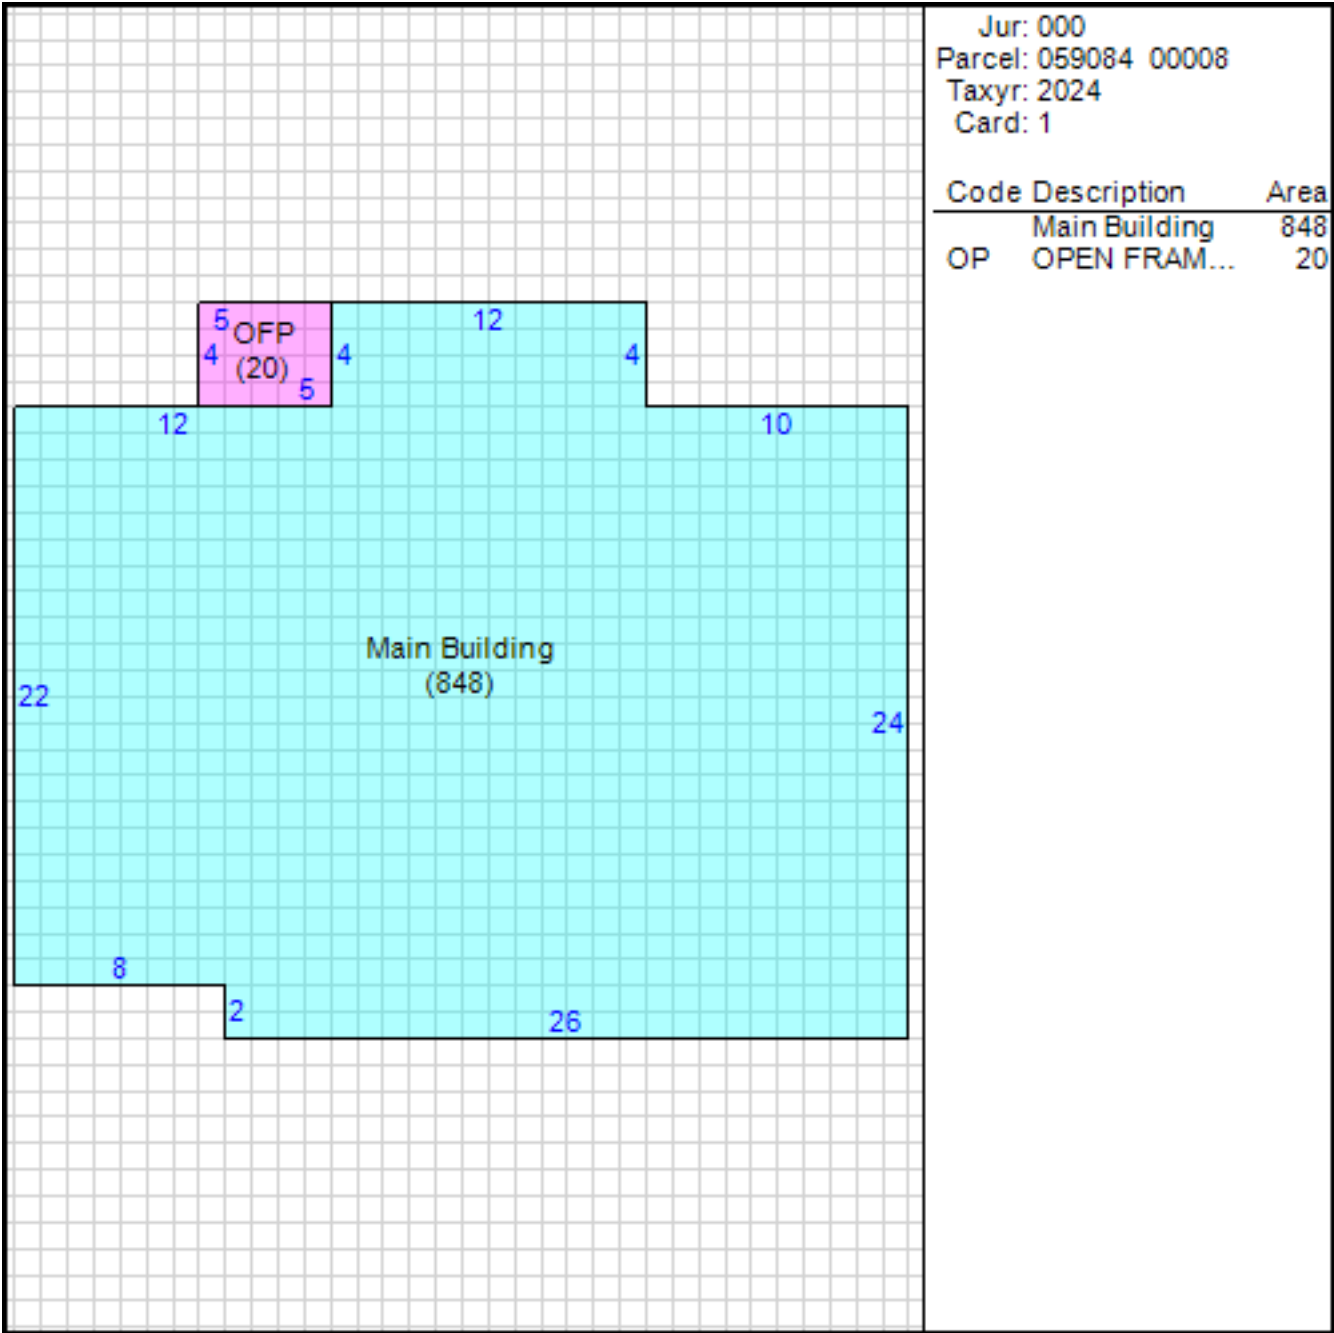 Jur: 000
Parcel: 059084 00008
Taxyr: 2024
Card: 1
Code Description Area
Main Building 848
OP OPEN FRAM... 20
5
OFP
12
4
(20)
4
4
5
12
10
Main Building
(848)
22
24
8
2
26